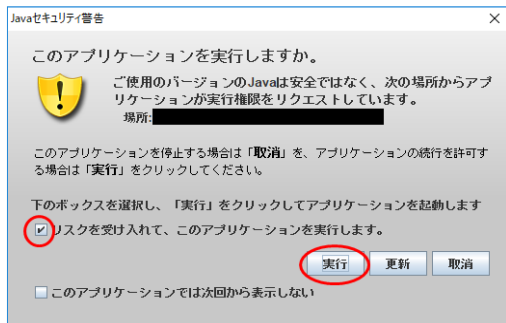 Javaセキュリティ警告
このアプリケーションを実行しますか。
ご使用のバージョンのJavaは安全ではなく、次の場所からアプ
リケーションが実行権限をリクエストしています。
場所:
このアプリケーションを停止する場合は「取消」を、アプリケーションの続行を許可す
る場合は「実行」をクリックしてください。
下のボックスを選択し、「実行」をクリックしてアプリケーションを起動します
リスクを受け入れて、このアプリケーションを実行します。
実行 更新 取消
このアプリケーションでは次回から表示しない